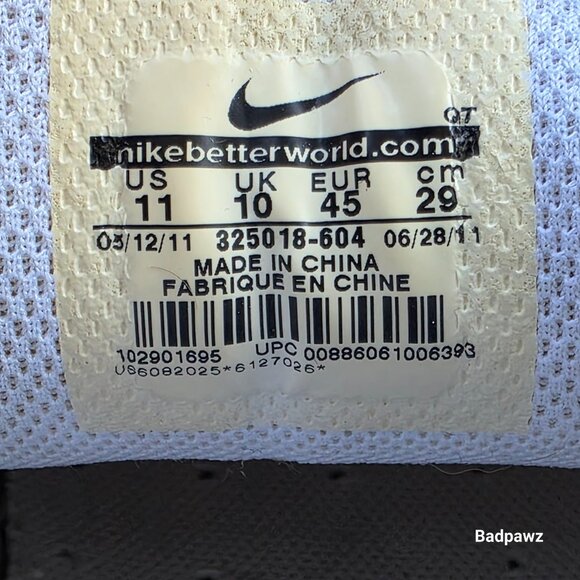 QT
nikebetterworld.com
US UK EUR cm
11 10 45 29
03/12/11 325018-604 06/28/11
MADE IN CHINA
FABRIQUE EN CHINE
102901695 UPC 00886061006393
US6082025*6127026*
Badpawz